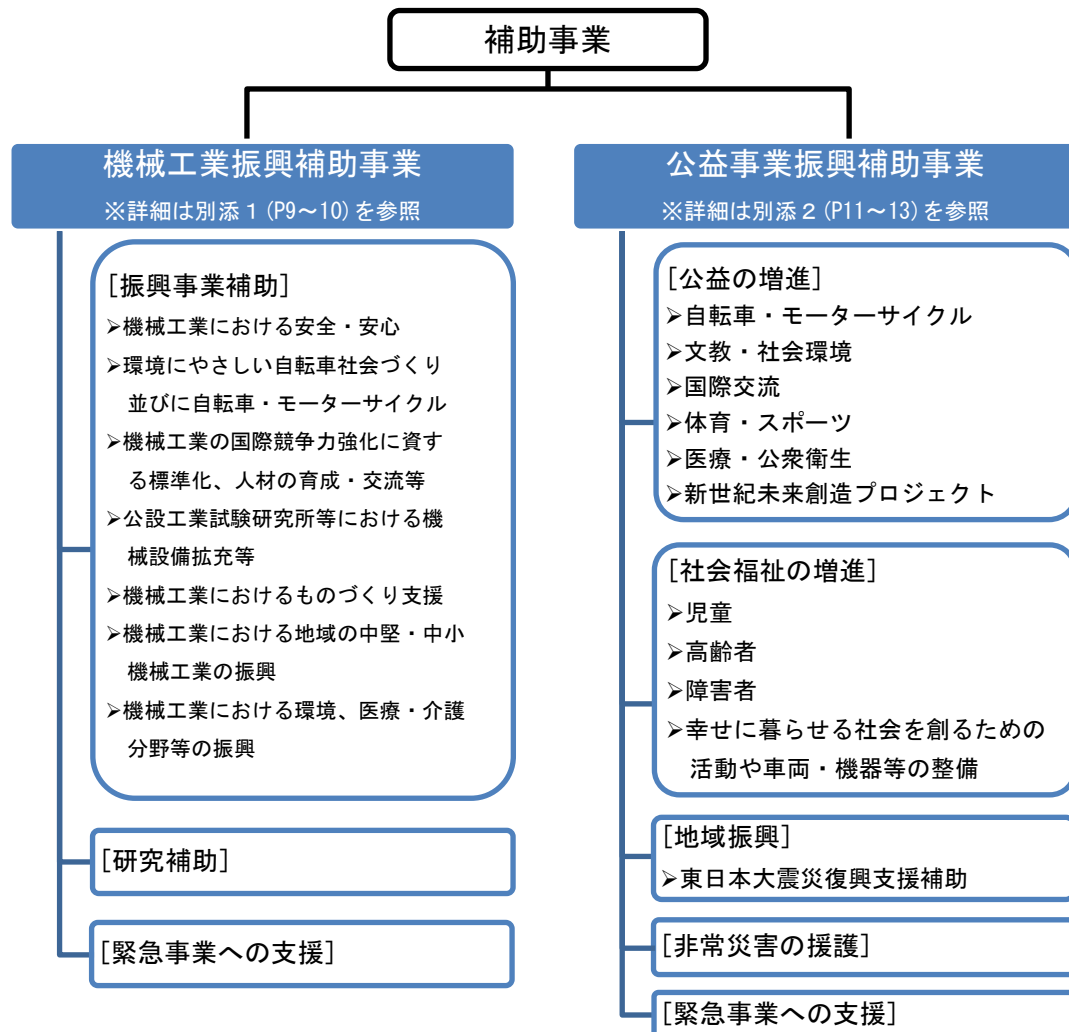 補助事業
機械工業振興補助事業
※詳細は別添１(P9～10)を参照
[振興事業補助]
➢機械工業における安全・安心
➢環境にやさしい自転車社会づくり
並びに自転車・モーターサイクル
➢機械工業の国際競争力強化に資す
る標準化、人材の育成・交流等
➢公設工業試験研究所等における機
械設備拡充等
➢機械工業におけるものづくり支援
➢機械工業における地域の中堅・中小
機械工業の振興
➢機械工業における環境、医療・介護
分野等の振興
[研究補助]
[緊急事業への支援]
公益事業振興補助事業
※詳細は別添２(P11～13)を参照
[公益の増進]
➢自転車・モーターサイクル
➢文教・社会環境
➢国際交流
➢体育・スポーツ
➢医療・公衆衛生
➢新世紀未来創造プロジェクト
[社会福祉の増進]
➢児童
➢高齢者
➢障害者
➢幸せに暮らせる社会を創るための
活動や車両・機器等の整備
[地域振興]
➢東日本大震災復興支援補助
[非常災害の援護]
[緊急事業への支援]